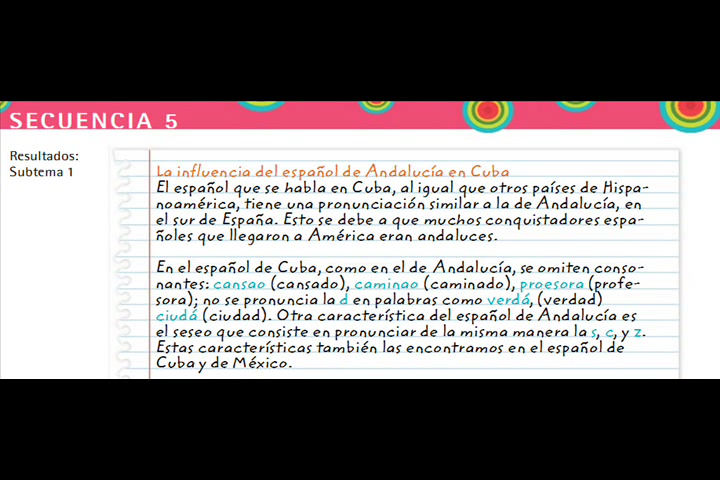 SECUENCIA 5
Resultados:
Subtema 1
La influencia del español de Andalucía en Cuba
El español que se habla en Cuba, al igual que otros países de Hispa-
noamérica, tiene una pronunciación similar a la de Andalucía, en
el sur de España. Esto se debe a que muchos conquistadores espa-
ñoles que llegaron a América eran andaluces.
En el español de Cuba, como en el de Andalucía, se omiten conso-
nantes: cansao (cansado), caminao (caminado), proesora (profe-
sora); no se pronuncia la d en palabras como verdá, (verdad)
ciudá (ciudad). Otra característica del español de Andalucía es
el seseo que consiste en pronunciar de la misma manera la s, c, y z.
Estas características también las encontramos en el español de
Cuba y de México.